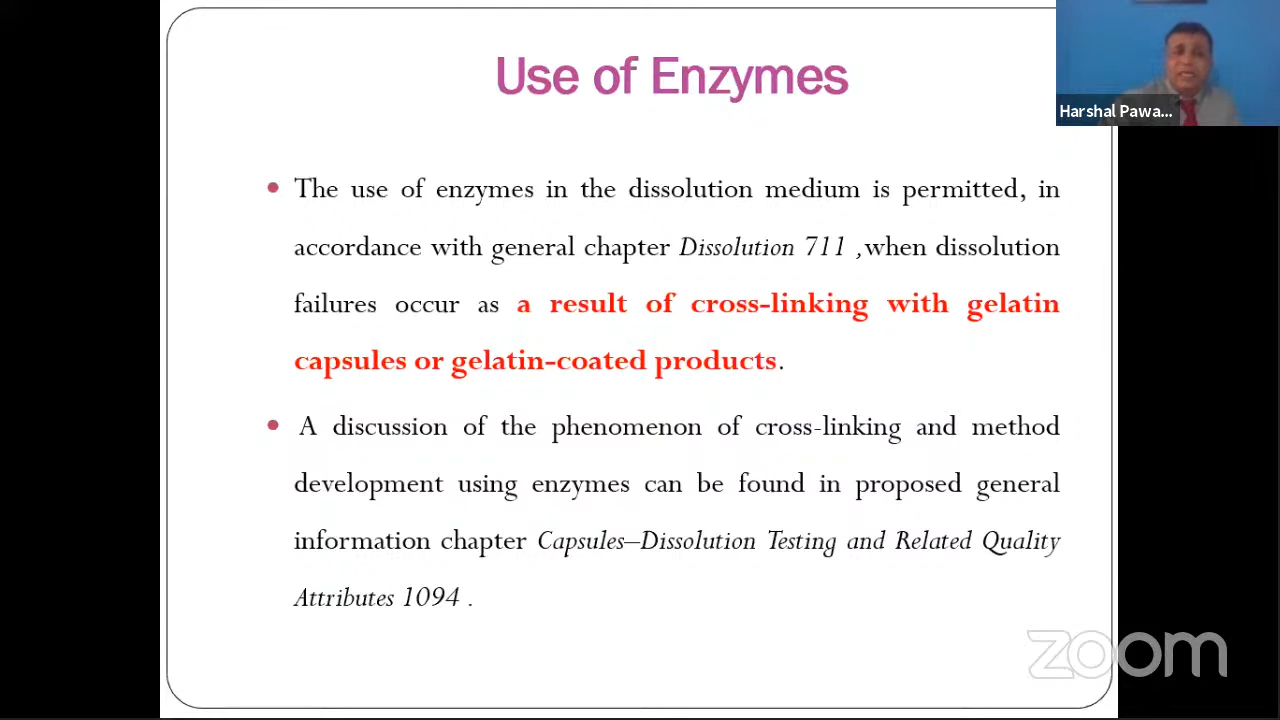 Use of Enzymes
Harshal Pawa...
• The use of enzymes in the dissolution medium is permitted, in
accordance with general chapter Dissolution 711 ,when dissolution
failures occur as a result of cross-linking with gelatin
capsules or gelatin-coated products.
• A discussion of the phenomenon of cross-linking and method
development using enzymes can be found in proposed general
information chapter Capsules—Dissolution Testing and Related Quality
Attributes 1094 .
zoom